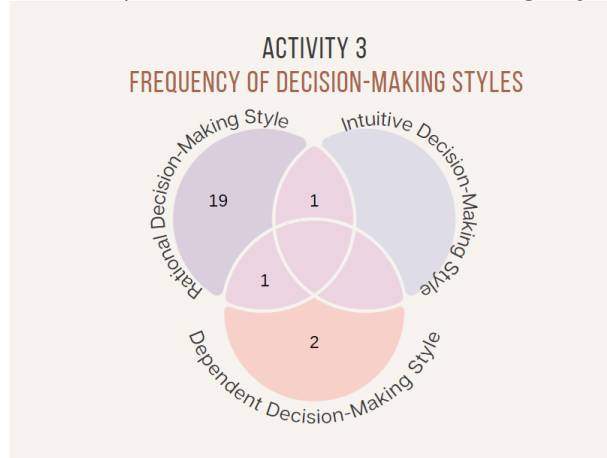 ACTIVITY 3
FREQUENCY OF DECISION-MAKING STYLES
Rational Decision-Making Style
Intuitive Decision-Making Style
19
1
1
2
Dependent Decision-Making Style